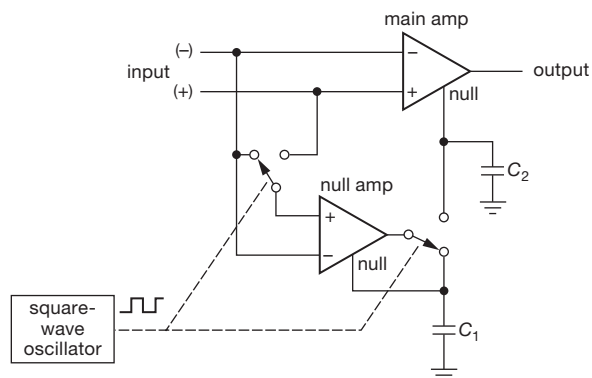 main amp
(–)
input
(+)
–
+
null
output
C2
null amp
+
–
null
C1
square-
wave
oscillator